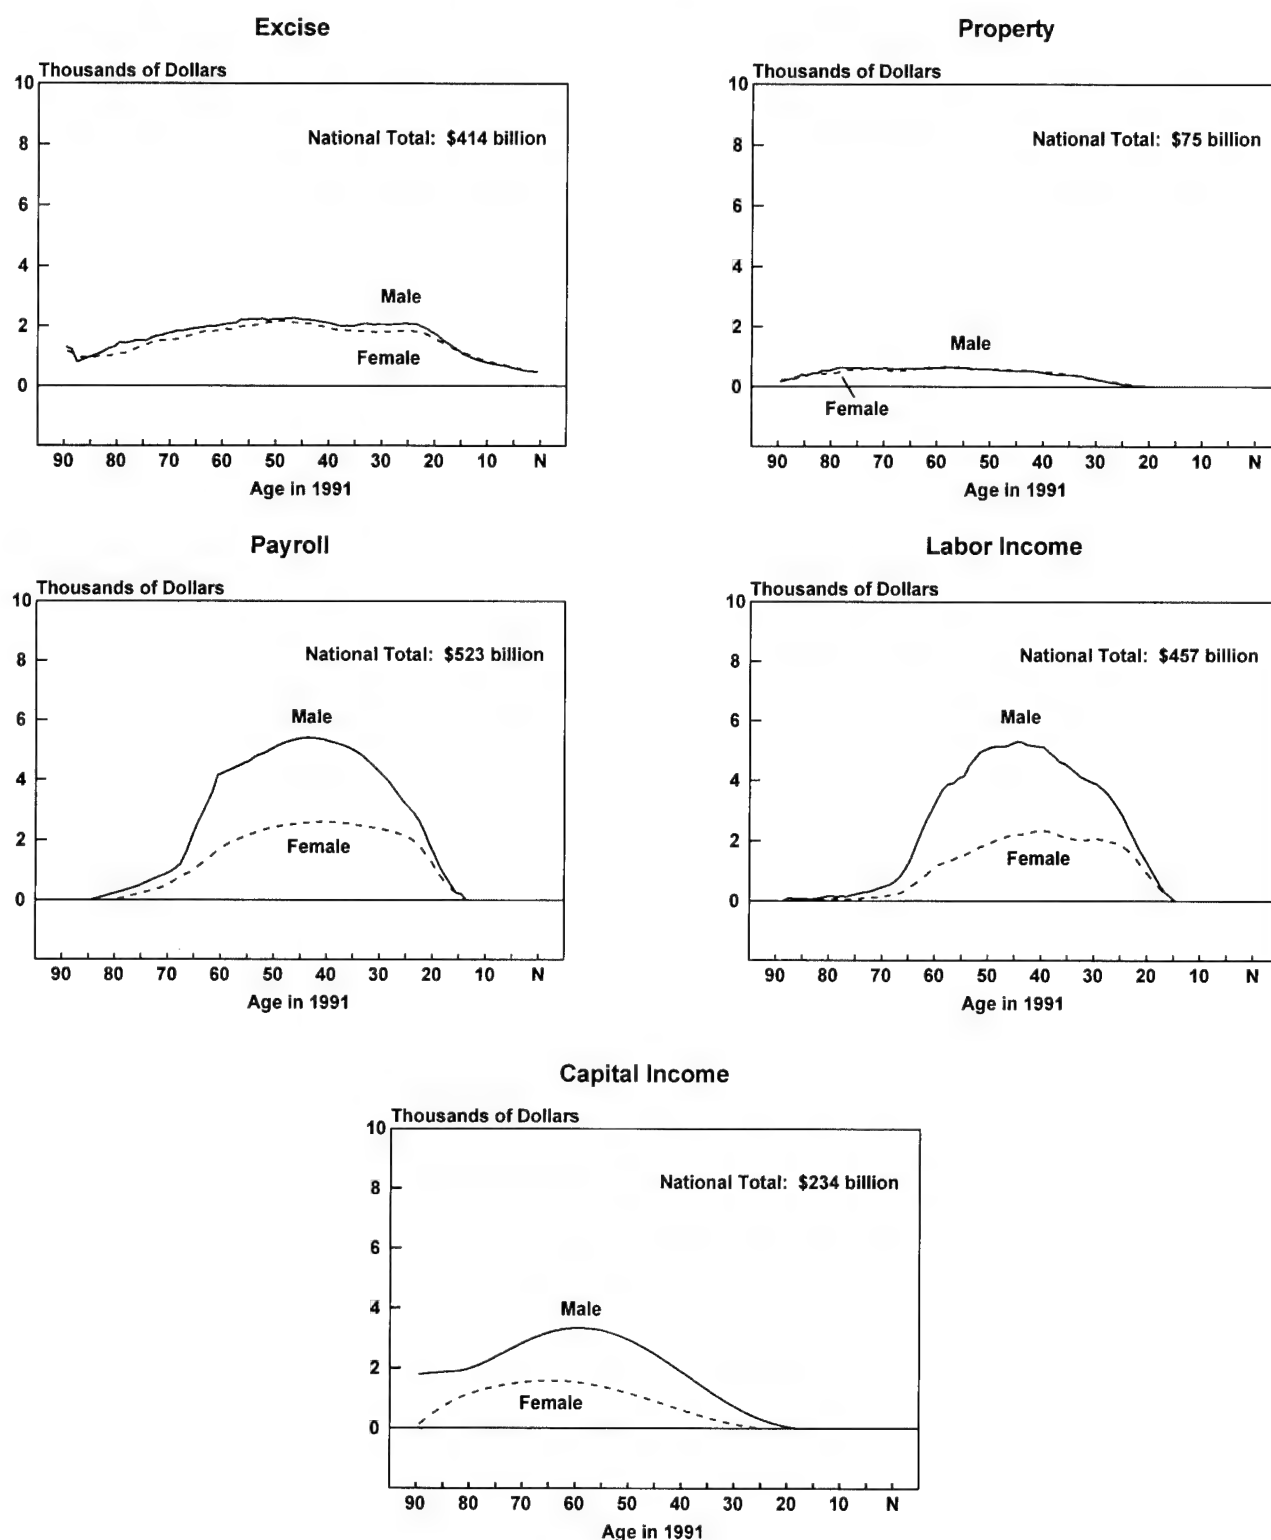 Excise
Thousands of Dollars
10
National Total: $414 billion
8
6
4
Male
2
Female
0
90 80 70 60 50 40 30 20 10 N
Age in 1991
Property
Thousands of Dollars
10
National Total: $75 billion
8
6
4
2
Male
0
Female
90 80 70 60 50 40 30 20 10 N
Age in 1991
Payroll
Thousands of Dollars
10
National Total: $523 billion
8
6
Male
4
2
Female
0
90 80 70 60 50 40 30 20 10 N
Age in 1991
Labor Income
Thousands of Dollars
10
National Total: $457 billion
8
6
Male
4
2
Female
0
90 80 70 60 50 40 30 20 10 N
Age in 1991
Capital Income
Thousands of Dollars
10
National Total: $234 billion
8
6
4
Male
2
Female
0
90 80 70 60 50 40 30 20 10 N
Age in 1991